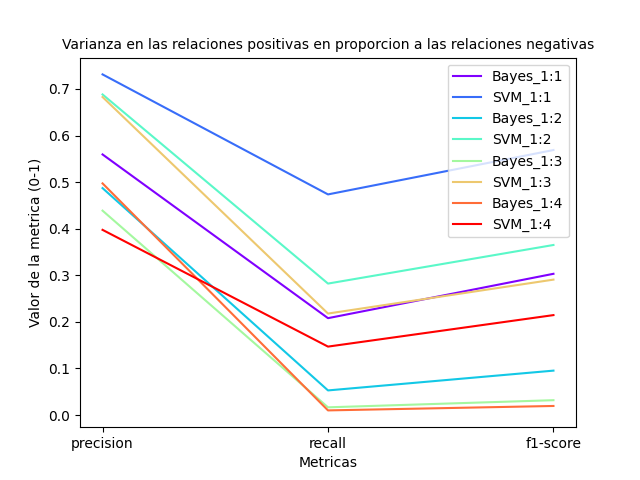 Varianza en las relaciones positivas en proporcion a las relaciones negativas
Valor de la metrica (0-1)
0.7
0.6
0.5
0.4
0.3
0.2
0.1
0.0
Bayes_1:1
SVM_1:1
Bayes_1:2
SVM_1:2
Bayes_1:3
SVM_1:3
Bayes_1:4
SVM_1:4
precision recall f1-score
Metricas